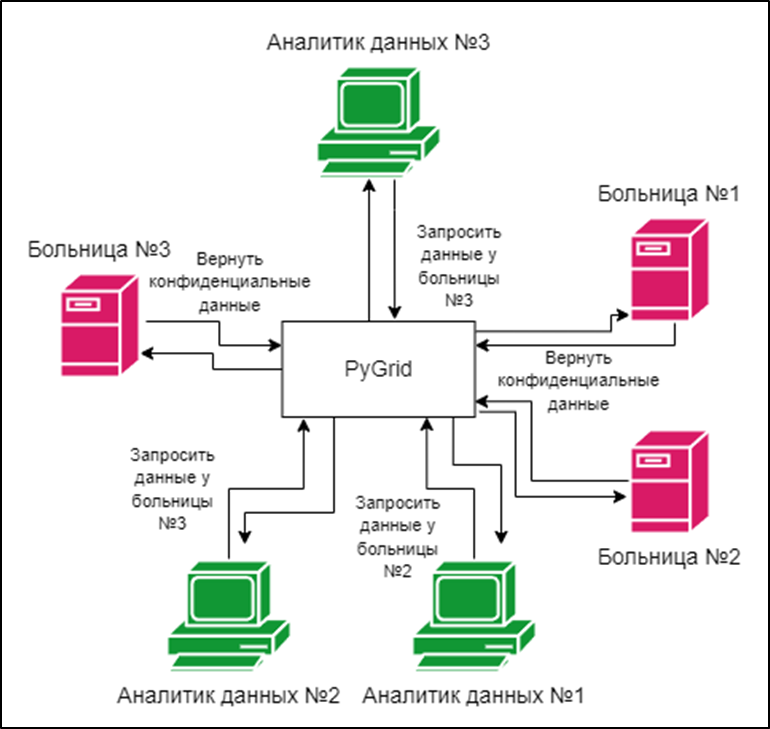 Аналитик данных №3
Больница №1
Запросить
данные у
больницы
№3
Больница №3
Вернуть
конфиденциальные
данные
PyGrid
Вернуть
конфиденциальные
данные
Запросить
данные у
больницы
№3
Запросить
данные у
больницы
№2
Больница №2
Аналитик данных №2
Аналитик данных №1